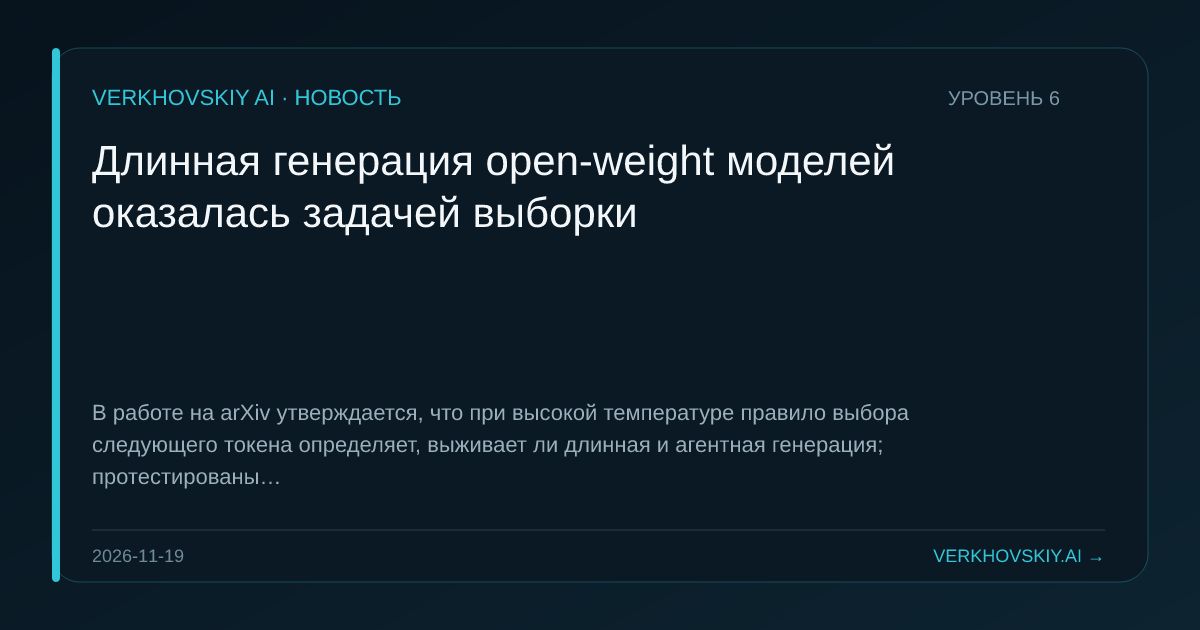 VERKHOVSKIY AI · НОВОСТЬ
УРОВЕНЬ 6
Длинная генерация open-weight моделей
оказалась задачей выборки
В работе на arXiv утверждается, что при высокой температуре правило выбора
следующего токена определяет, выживает ли длинная и агентная генерация;
протестированы…
2026-11-19
VERKHOVSKIY.AI →